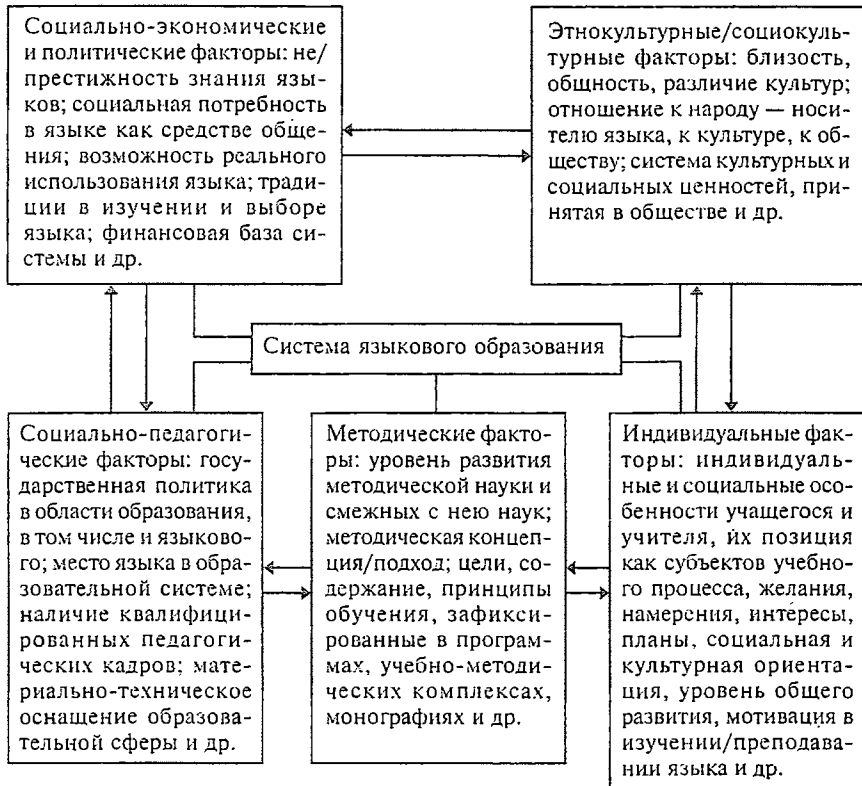 Социально-экономические
и политические факторы: не/
престижность знания язы-
ков; социальная потребность
в языке как средстве обще-
ния; возможность реального
использования языка; тради-
ции в изучении и выборе
языка; финансовая база си-
стемы и др.
Этнокультурные/социокуль-
турные факторы: близость,
общность, различие культур;
отношение к народу — носи-
телю языка, к культуре, к об-
ществу; система культурных и
социальных ценностей, при-
нятая в обществе и др.
Система языкового образования
Социально-педагоги-
ческие факторы: госу-
дарственная политика
в области образования,
в том числе и языково-
го; место языка в обра-
зовательной системе;
наличие квалифици-
рованных педагоги-
ческих кадров; мате-
риально-техническое
оснащение образова-
тельной сферы и др.
Методические факто-
ры: уровень развития
методической науки и
смежных с нею наук;
методическая концеп-
ция/подход; цели, со-
держание, принципы
обучения, зафиксиро-
рованные в програм-
мах, учебно-методи-
ческих комплексах,
монографиях и др.
Индивидуальные фак-
торы: индивидуаль-
ные и социальные осо-
бенности учащегося и
учителя, их позиция
как субъектов учебно-
го процесса, желания,
намерения, интересы,
планы, социальная и
культурная ориента-
ция, уровень общего
развития, мотивация в
изучении/преподава-
нии языка и др.